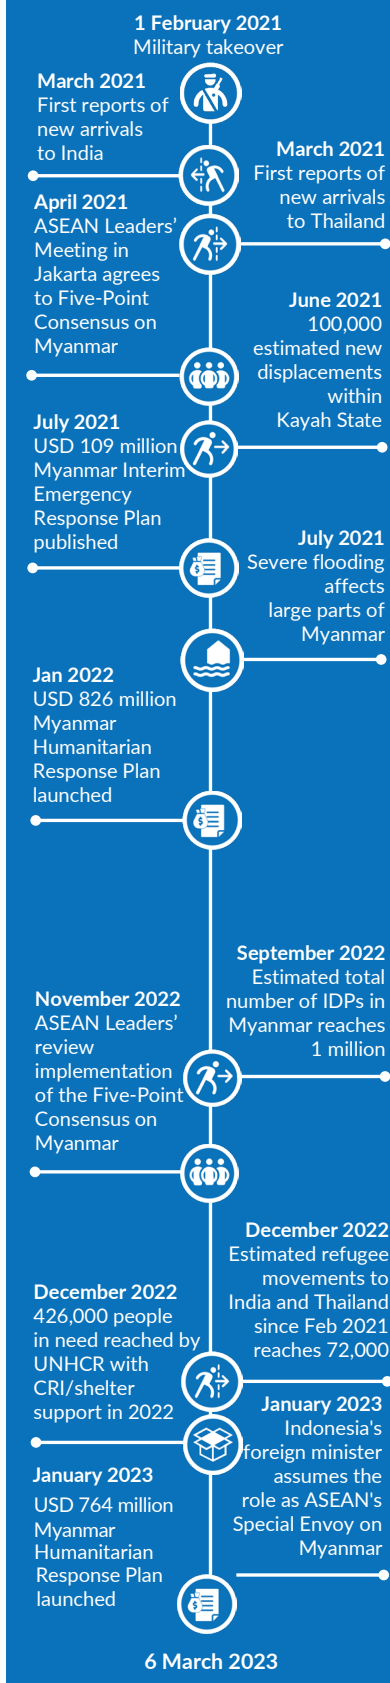 1 February 2021
Military takeover
March 2021
First reports of
new arrivals
to India
March 2021
First reports of
new arrivals
to Thailand
April 2021
ASEAN Leaders’
Meeting in
Jakarta agrees
to Five-Point
Consensus on
Myanmar
June 2021
100,000
estimated new
displacements
within
Kayah State
July 2021
USD 109 million
Myanmar Interim
Emergency
Response Plan
published
July 2021
Severe flooding
affects
large parts of
Myanmar
Jan 2022
USD 826 million
Myanmar
Humanitarian
Response Plan
launched
September 2022
Estimated total
number of IDPs in
Myanmar reaches
1 million
November 2022
ASEAN Leaders’
review
implementation
of the Five-Point
Consensus on
Myanmar
December 2022
Estimated refugee
movements to
India and Thailand
since Feb 2021
reaches 72,000
December 2022
426,000 people
in need reached by
UNHCR with
CRI/shelter
support in 2022
January 2023
Indonesia's
foreign minister
assumes the
role as ASEAN's
Special Envoy on
Myanmar
January 2023
USD 764 million
Myanmar
Humanitarian
Response Plan
launched
6 March 2023